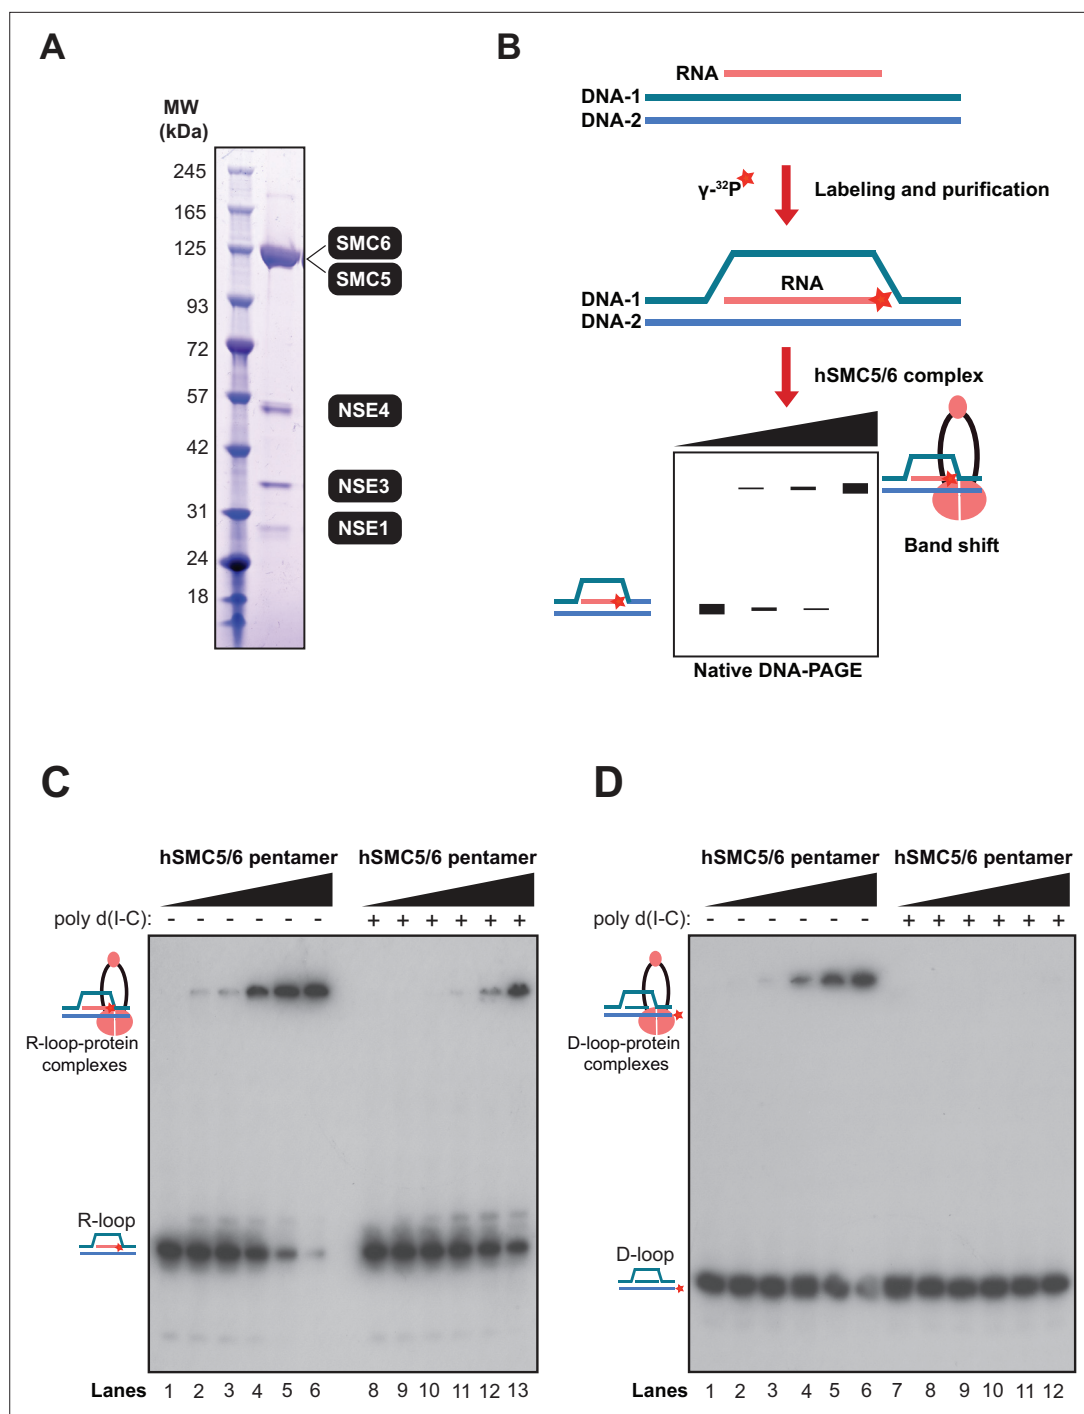 A
MW
(kDa)
245
165
125
93
72
57
42
31
24
18
SMC6
SMC5
NSE4
NSE3
NSE1
B
RNA
DNA-1
DNA-2
γ-³²P
Labeling and purification
RNA
DNA-1
DNA-2
hSMC5/6 complex
Band shift
Native DNA-PAGE
C
hSMC5/6 pentamer hSMC5/6 pentamer
poly d(I-C): - - - - - - + + + + + +
R-loop-protein
complexes
R-loop
Lanes 1 2 3 4 5 6 8 9 10 11 12 13
D
hSMC5/6 pentamer hSMC5/6 pentamer
poly d(I-C): - - - - - - + + + + + +
D-loop-protein
complexes
D-loop
Lanes 1 2 3 4 5 6 7 8 9 10 11 12